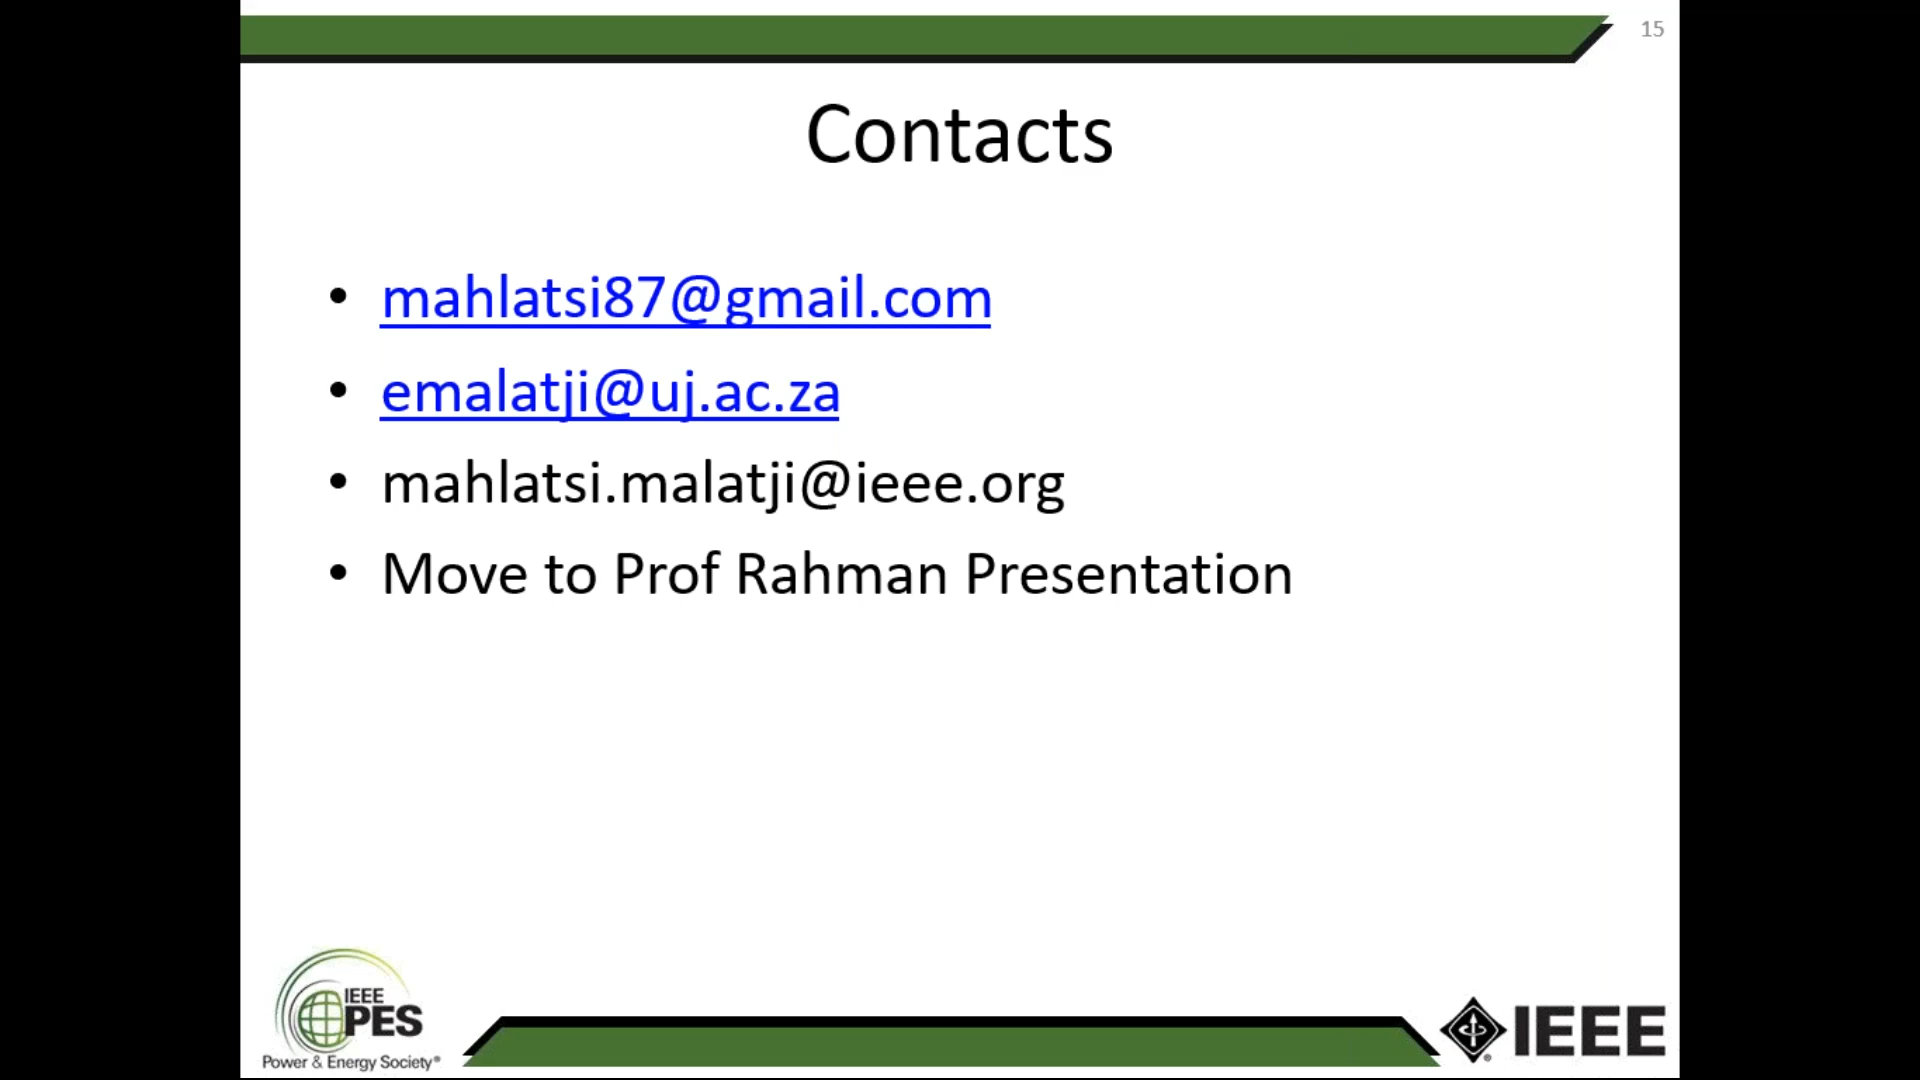 15
Contacts
• mahlatsi87@gmail.com
• emalatji@uj.ac.za
• mahlatsi.malatji@ieee.org
• Move to Prof Rahman Presentation
IEEE
PES
Power & Energy Society®
IEEE